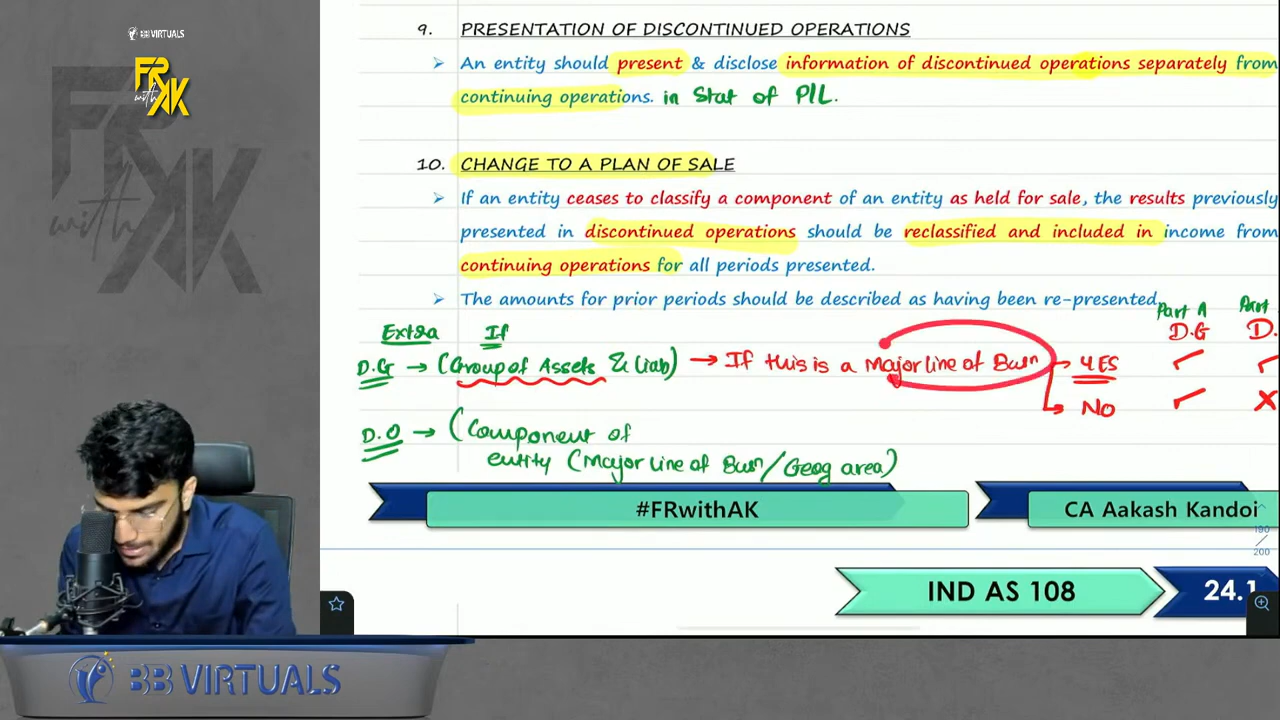 BB VIRTUALS
FR
with
AK
9. PRESENTATION OF DISCONTINUED OPERATIONS
➢ An entity should present & disclose information of discontinued operations separately from
continuing operations. in Stat of P/L.
10. CHANGE TO A PLAN OF SALE
➢ If an entity ceases to classify a component of an entity as held for sale, the results previously
presented in discontinued operations should be reclassified and included in income from
continuing operations for all periods presented.
➢ The amounts for prior periods should be described as having been re-presented.
Extra If
Part A Part
D.G D.
D.G → (Group of Assets & Liab) → If this is a Major line of Busn → YES ✓ ✓
→ NO ✓ X
D.O → (Component of
entity (Major line of Busn/Geog area)
#FRwithAK
CA Aakash Kandoi
190
/
200
IND AS 108
24.1
BB VIRTUALS